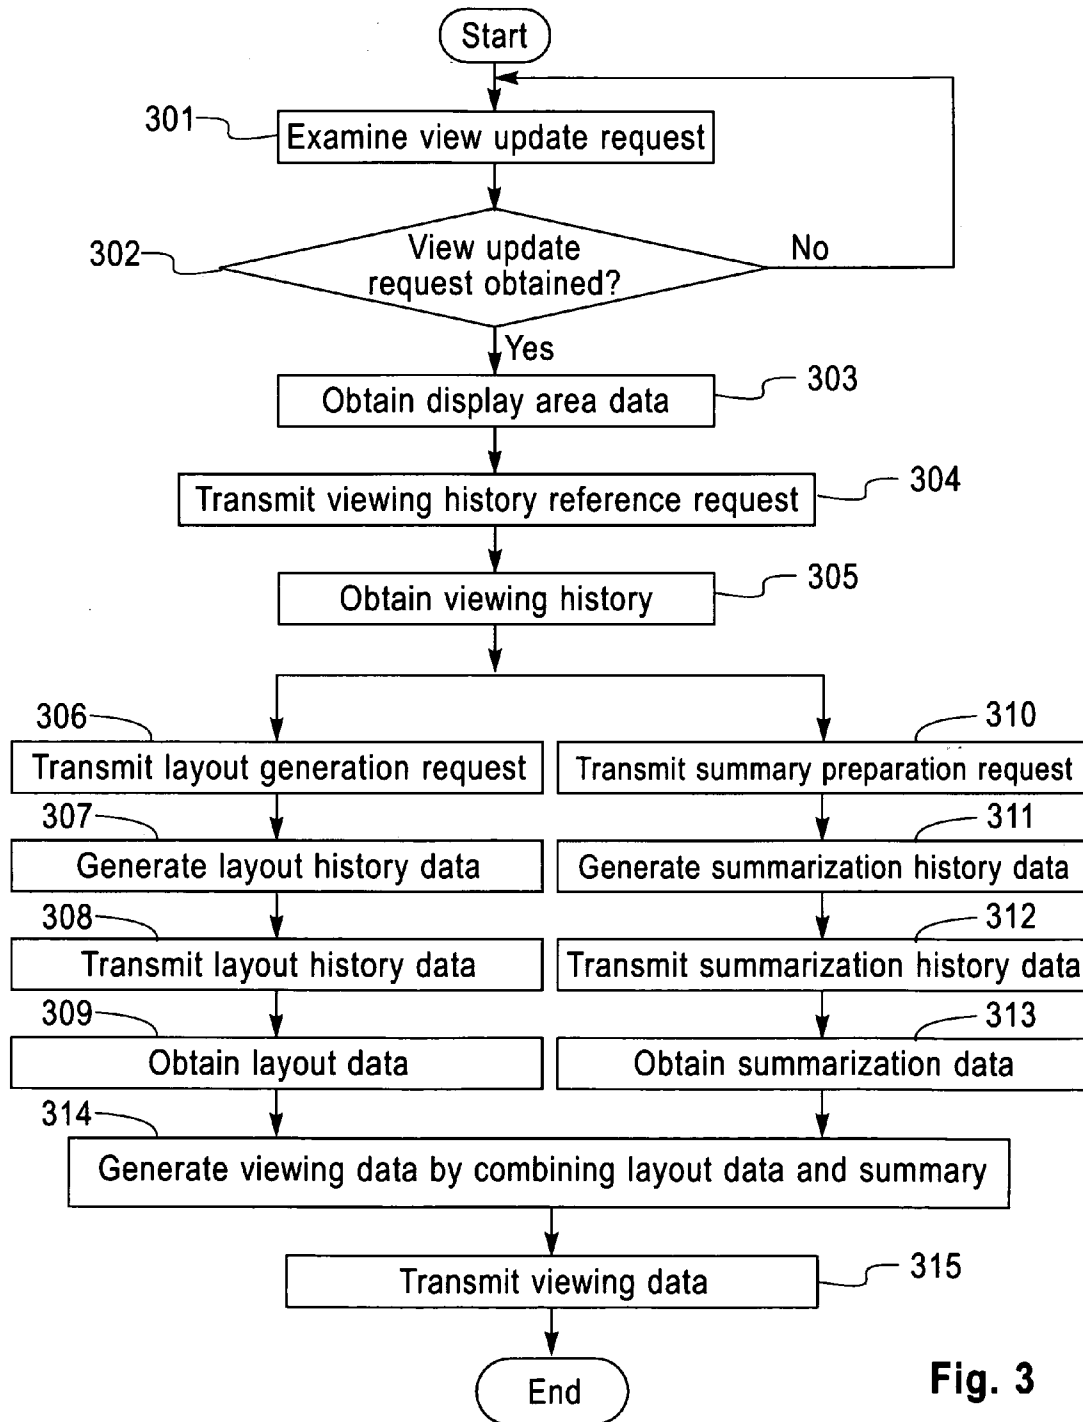 Start
301
Examine view update request
302
View update
request obtained?
No
Yes
303
Obtain display area data
304
Transmit viewing history reference request
305
Obtain viewing history
306
310
Transmit layout generation request
Transmit summary preparation request
307
311
Generate layout history data
Generate summarization history data
308
312
Transmit layout history data
Transmit summarization history data
309
313
Obtain layout data
Obtain summarization data
314
Generate viewing data by combining layout data and summary
315
Transmit viewing data
End
Fig. 3